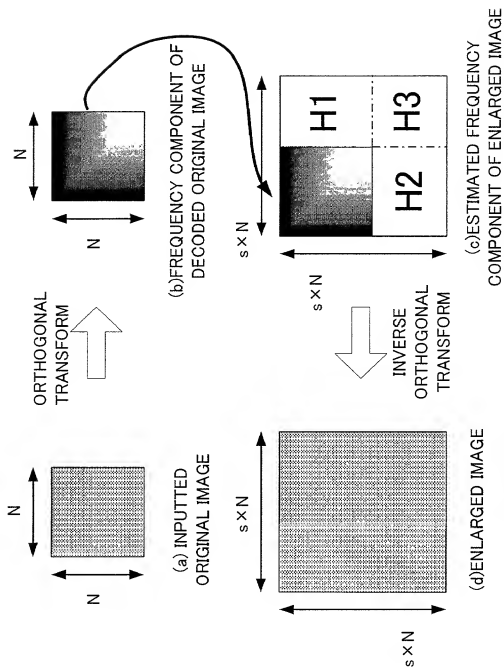 N
N
(a) INPUTTED
ORIGINAL IMAGE
ORTHOGONAL
TRANSFORM
N
N
(b)FREQUENCY COMPONENT OF
DECODED ORIGINAL IMAGE
s×N
s×N
H1
H2
H3
(c)ESTIMATED FREQUENCY
COMPONENT OF ENLARGED IMAGE
INVERSE
ORTHOGONAL
TRANSFORM
s×N
s×N
(d)ENLARGED IMAGE